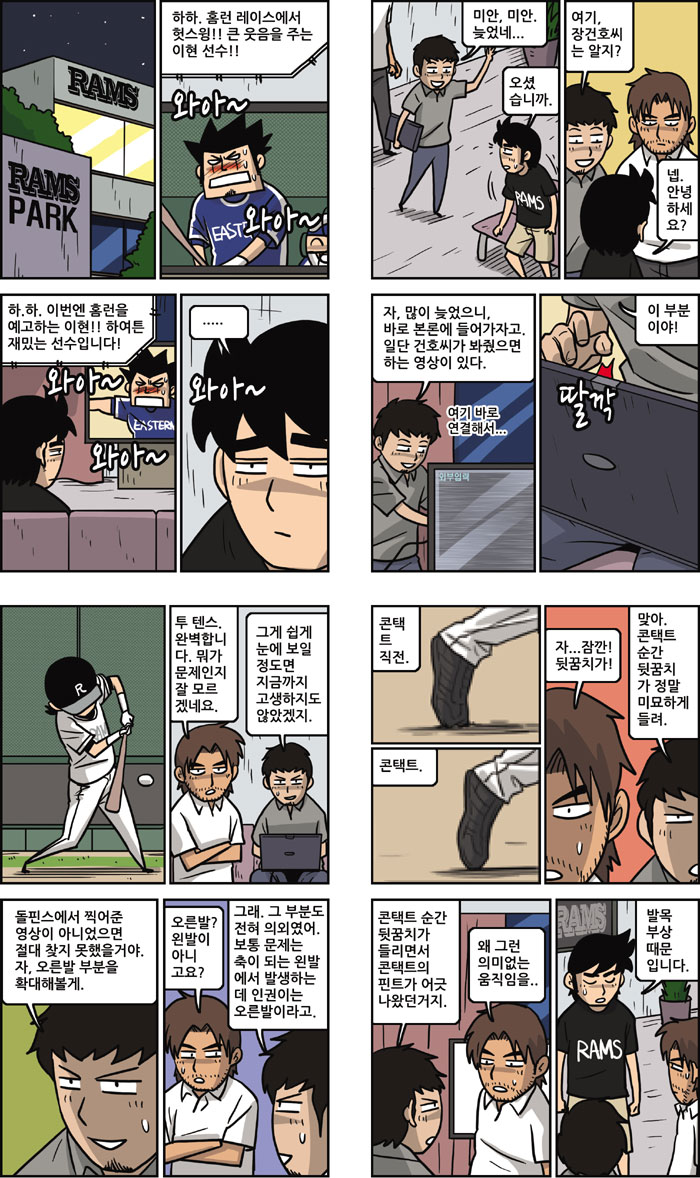 RAMS
RAMS
PARK
하하. 홈런 레이스에서
헛스윙!! 큰 웃음을 주는
이현 선수!!
와아~
와아~
EAST
하.하. 이번엔 홈런을
예고하는 이현!! 하여튼
재밌는 선수입니다!
와아~
와아~
EASTERN
.....
와아~
미안, 미안.
늦었네...
오셨
습니까.
RAMS
여기,
장건호씨
는 알지?
넵.
안녕
하세
요?
자, 많이 늦었으니,
바로 본론에 들어가자고.
일단 건호씨가 봐줬으면
하는 영상이 있다.
여기 바로
연결해서...
외부입력
이 부분
이야!
딸깍
R
투 텐스.
완벽합니
다. 뭐가
문제인지
잘 모르
겠네요.
그게 쉽게
눈에 보일
정도면
지금까지
고생하지도
않았겠지.
돌핀스에서 찍어준
영상이 아니었으면
절대 찾지 못했을거야.
자, 오른발 부분을
확대해볼게.
오른발?
왼발이
아니
고요?
그래. 그 부분도
전혀 의외였어.
보통 문제는
축이 되는 왼발
에서 발생하는
데 인권이는
오른발이라고.
콘택
트
직전.
콘택트.
자...잠깐!
뒷꿈치가!
맞아.
콘택트
순간
뒷꿈치
가 정말
미묘하게
들려.
콘택트 순간
뒷꿈치가
들리면서
콘택트의
핀트가 어긋
나왔던거지.
왜 그런
의미없는
움직임을..
RAMS
발목
부상
때문
입니다.
RAMS